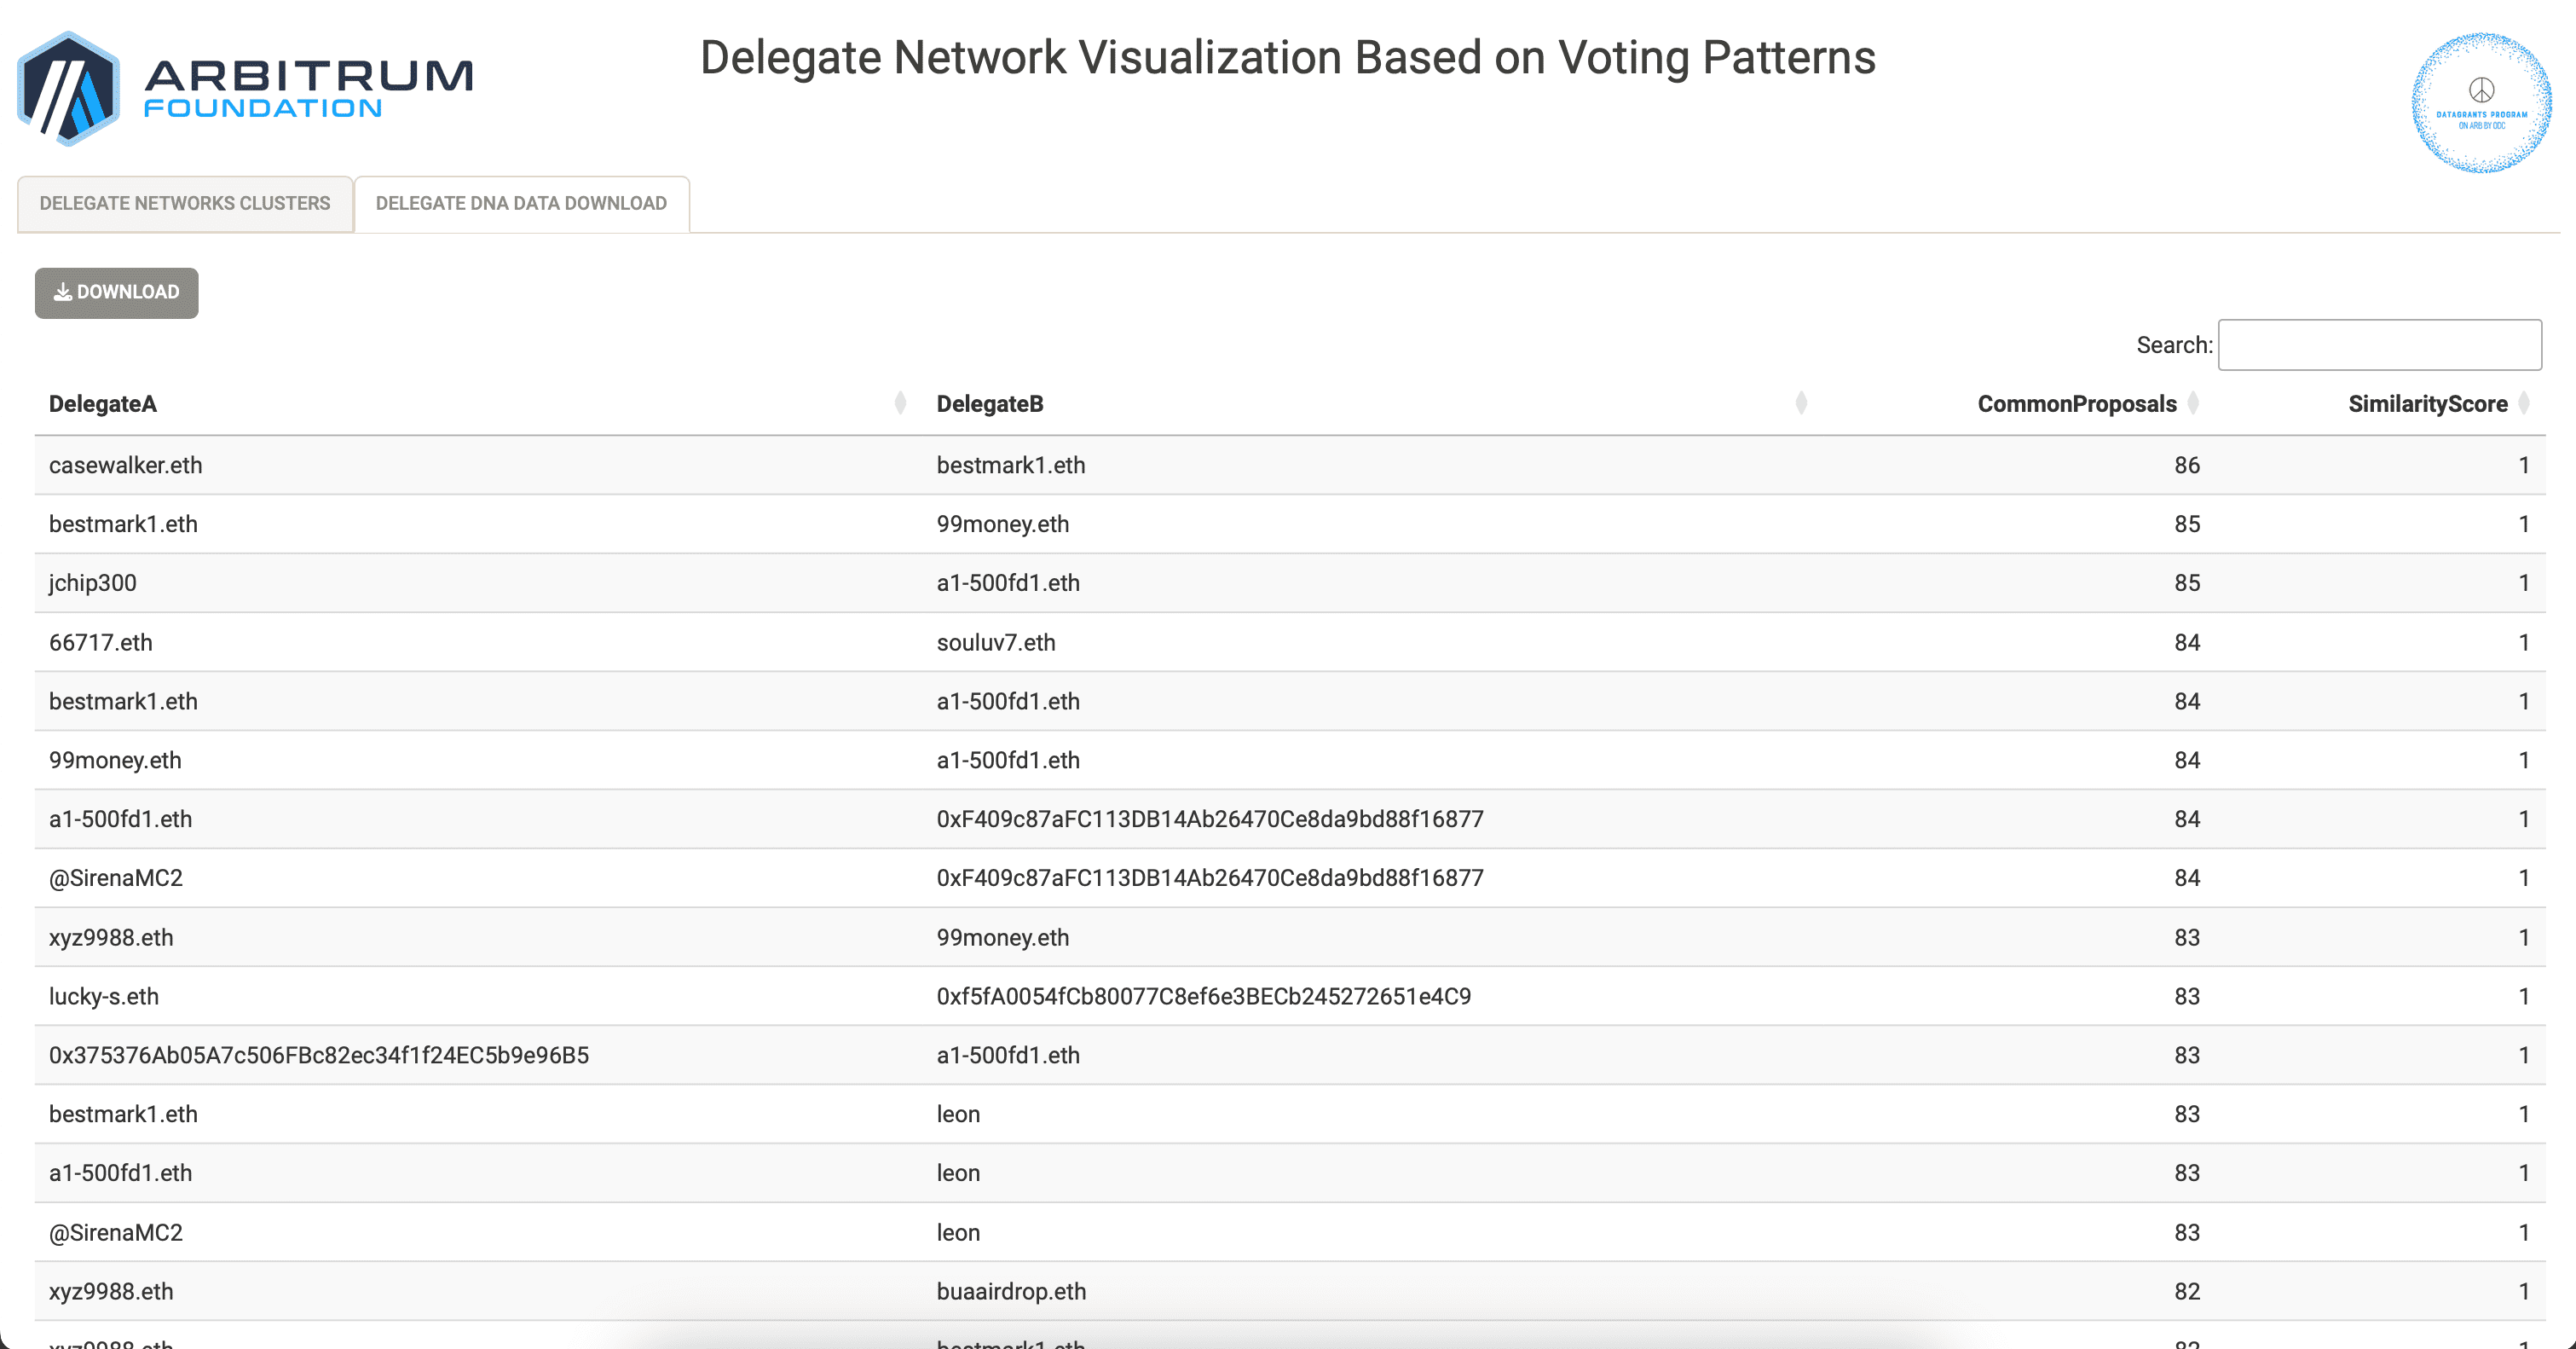 ARBITRUM
FOUNDATION
Delegate Network Visualization Based on Voting Patterns
DATAGRANTS PROGRAM
ON ARB BY ODC
DELEGATE NETWORKS CLUSTERS DELEGATE DNA DATA DOWNLOAD
DOWNLOAD
Search:
DelegateA DelegateB CommonProposals SimilarityScore
casewalker.eth bestmark1.eth 86 1
bestmark1.eth 99money.eth 85 1
jchip300 a1-500fd1.eth 85 1
66717.eth souluv7.eth 84 1
bestmark1.eth a1-500fd1.eth 84 1
99money.eth a1-500fd1.eth 84 1
a1-500fd1.eth 0xF409c87aFC113DB14Ab26470Ce8da9bd88f16877 84 1
@SirenaMC2 0xF409c87aFC113DB14Ab26470Ce8da9bd88f16877 84 1
xyz9988.eth 99money.eth 83 1
lucky-s.eth 0xf5fA0054fCb80077C8ef6e3BECb245272651e4C9 83 1
0x375376Ab05A7c506FBc82ec34f1f24EC5b9e96B5 a1-500fd1.eth 83 1
bestmark1.eth leon 83 1
a1-500fd1.eth leon 83 1
@SirenaMC2 leon 83 1
xyz9988.eth buaairdrop.eth 82 1
xyz9988.eth bestmark1.eth 82 1